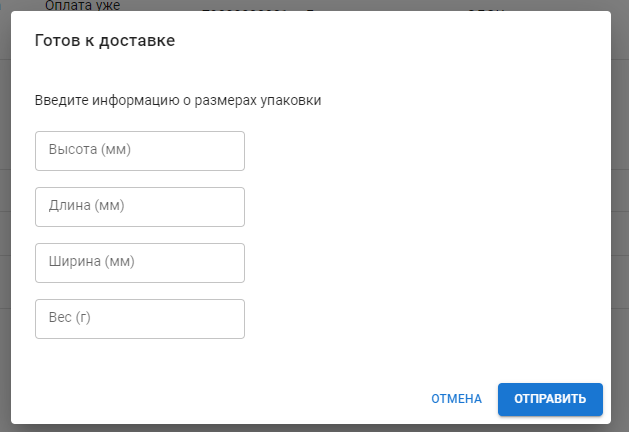 Оплата уже
Готов к доставке
Введите информацию о размерах упаковки
Высота (мм)
Длина (мм)
Ширина (мм)
Вес (г)
ОТМЕНА
ОТПРАВИТЬ